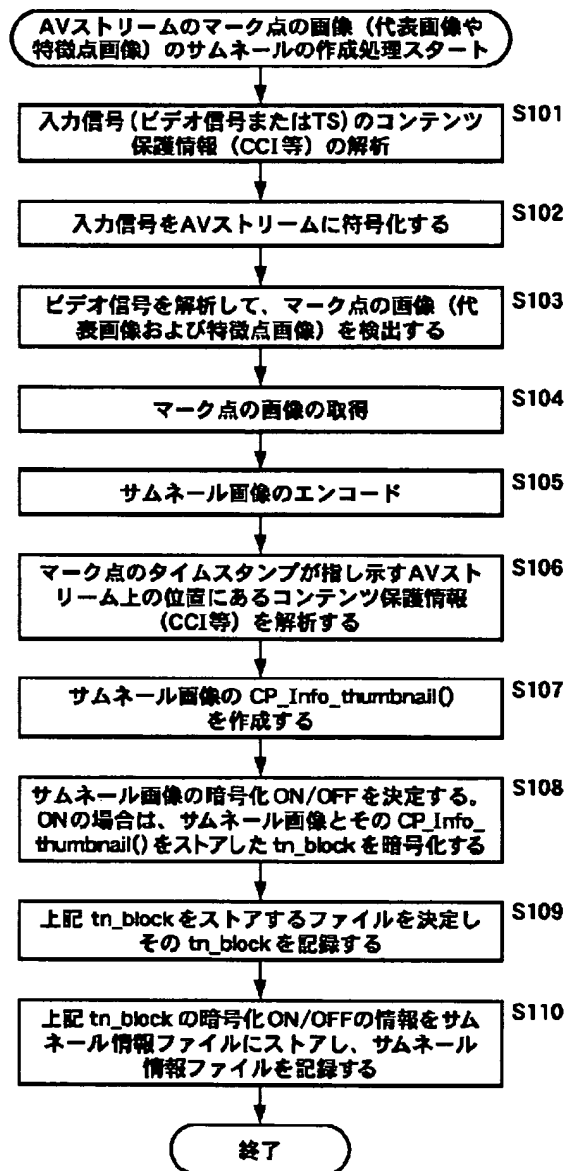 AVストリームのマーク点の画像（代表画像や
特徴点画像）のサムネールの作成処理スタート
S101
入力信号（ビデオ信号またはTS）のコンテンツ
保護情報（CCI等）の解析
S102
入力信号をAVストリームに符号化する
S103
ビデオ信号を解析して、マーク点の画像（代
表画像および特徴点画像）を検出する
S104
マーク点の画像の取得
S105
サムネール画像のエンコード
S106
マーク点のタイムスタンプが指し示すAVスト
リーム上の位置にあるコンテンツ保護情報
（CCI等）を解析する
S107
サムネール画像の CP_Info_thumbnail()
を作成する
S108
サムネール画像の暗号化ON/OFFを決定する。
ONの場合は、サムネール画像とその CP_Info_
thumbnail()をストアした tn_block を暗号化する
S109
上記 tn_block をストアするファイルを決定し
その tn_block を記録する
S110
上記 tn_block の暗号化ON/OFFの情報をサム
ネール情報ファイルにストアし、サムネール
情報ファイルを記録する
終了